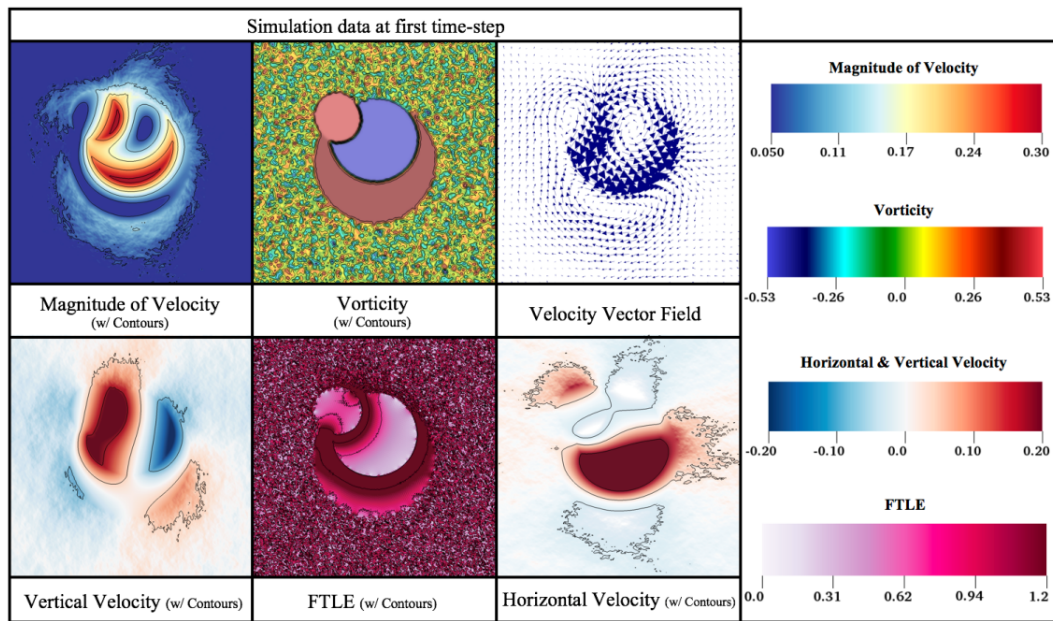 Simulation data at first time-step
Magnitude of Velocity
(w/ Contours)
Vorticity
(w/ Contours)
Velocity Vector Field
Vertical Velocity (w/ Contours)
FTLE (w/ Contours)
Horizontal Velocity (w/ Contours)
Magnitude of Velocity
0.050 0.11 0.17 0.24 0.30
Vorticity
-0.53 -0.26 0.0 0.26 0.53
Horizontal & Vertical Velocity
-0.20 -0.10 0.0 0.10 0.20
FTLE
0.0 0.31 0.62 0.94 1.2